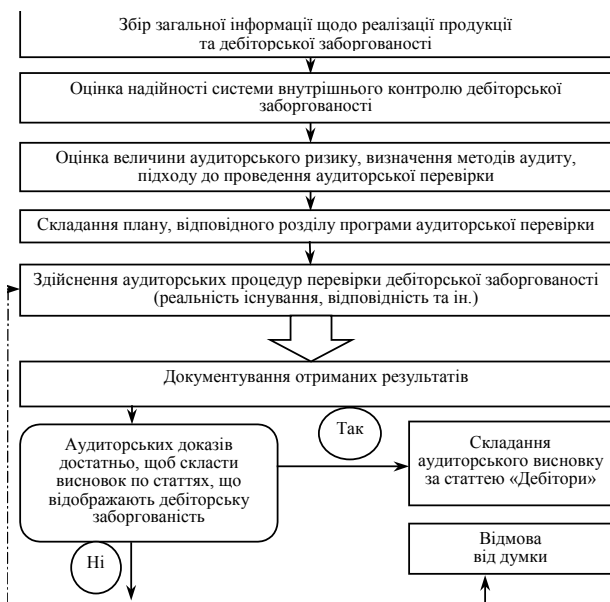 Збір загальної інформації щодо реалізації продукції
та дебіторської заборгованості
Оцінка надійності системи внутрішнього контролю дебіторської
заборгованості
Оцінка величини аудиторського ризику, визначення методів аудиту,
підходу до проведення аудиторської перевірки
Складання плану, відповідного розділу програми аудиторської перевірки
Здійснення аудиторських процедур перевірки дебіторської заборгованості
(реальність існування, відповідність та ін.)
Документування отриманих результатів
Так
Аудиторських доказів
достатньо, щоб скласти
висновок по статтях, що
відображають дебіторську
заборгованість
Складання
аудиторського висновку
за статтею «Дебітори»
Ні
Відмова
від думки